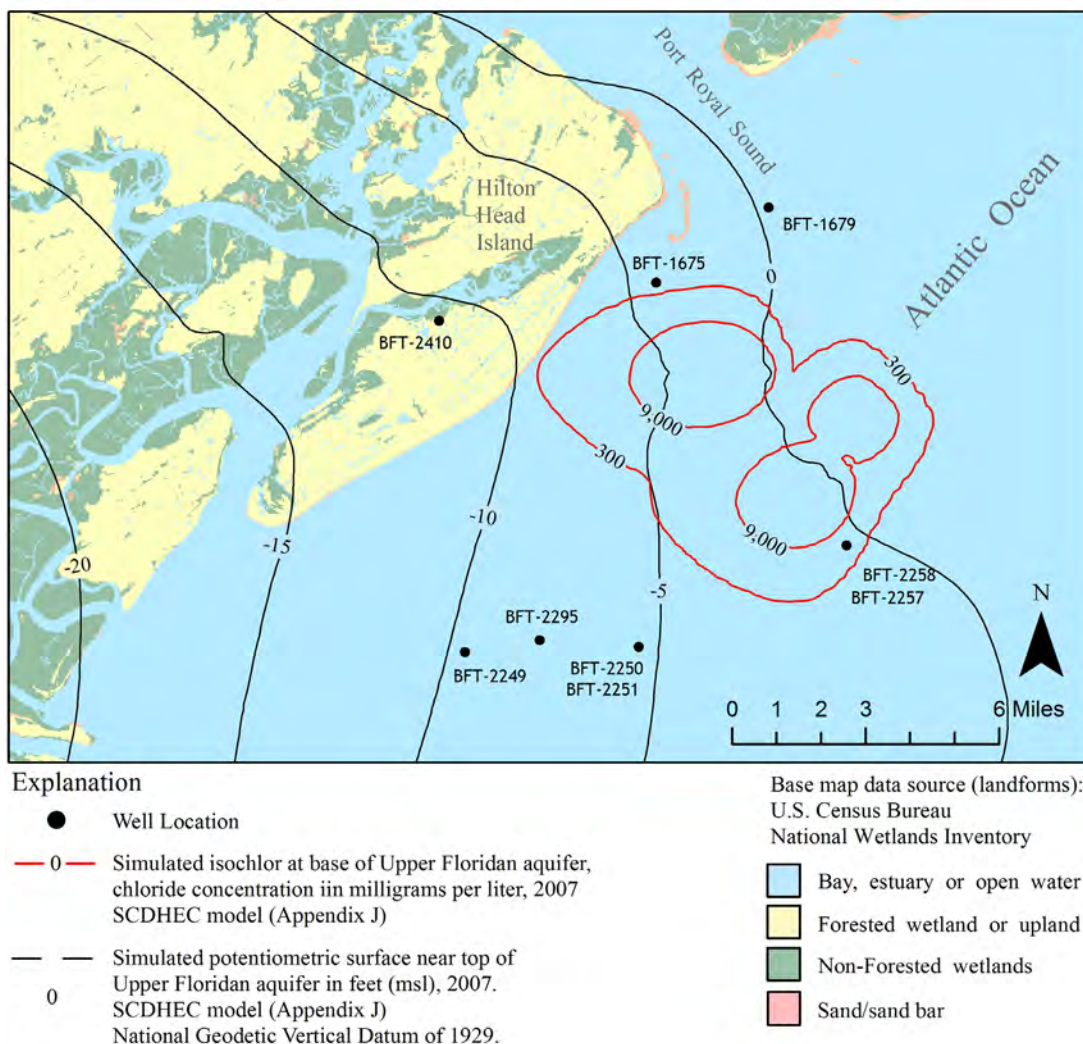 Port Royal Sound
Atlantic Ocean
Hilton
Head
Island
BFT-1679
BFT-1675
0
BFT-2410
300
9,000
300
-10
9,000
-15
-20
-5
BFT-2258
BFT-2257
BFT-2295
BFT-2249
BFT-2250
BFT-2251
N
0 1 2 3 6 Miles
Explanation
Well Location
0 Simulated isochlor at base of Upper Floridan aquifer,
chloride concentration iin milligrams per liter, 2007
SCDHEC model (Appendix J)
Simulated potentiometric surface near top of
0 Upper Floridan aquifer in feet (msl), 2007.
SCDHEC model (Appendix J)
National Geodetic Vertical Datum of 1929.
Base map data source (landforms):
U.S. Census Bureau
National Wetlands Inventory
Bay, estuary or open water
Forested wetland or upland
Non-Forested wetlands
Sand/sand bar